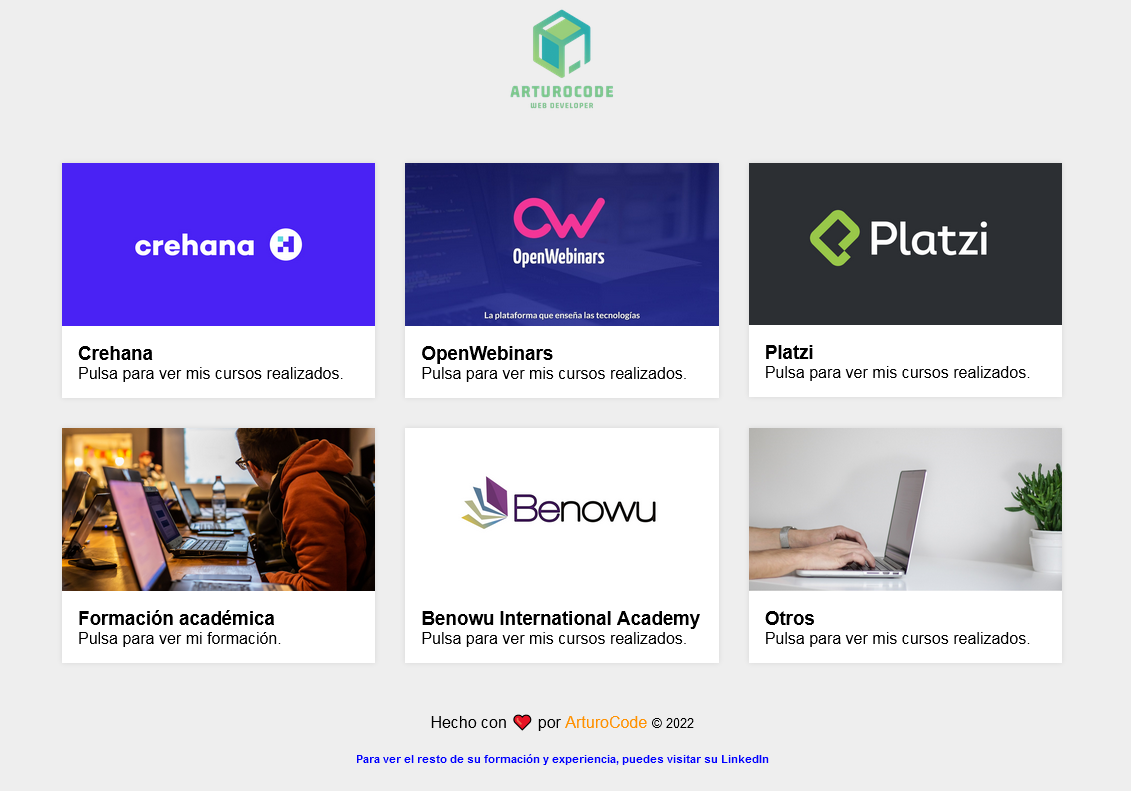 ARTUROCODE
WEB DEVELOPER
crehana
OpenWebinars
La plataforma que enseña las tecnologías
Platzi
Crehana
Pulsa para ver mis cursos realizados.
OpenWebinars
Pulsa para ver mis cursos realizados.
Platzi
Pulsa para ver mis cursos realizados.
Benowu
Formación académica
Pulsa para ver mi formación.
Benowu International Academy
Pulsa para ver mis cursos realizados.
Otros
Pulsa para ver mis cursos realizados.
Hecho con ❤ por ArturoCode © 2022
Para ver el resto de su formación y experiencia, puedes visitar su LinkedIn